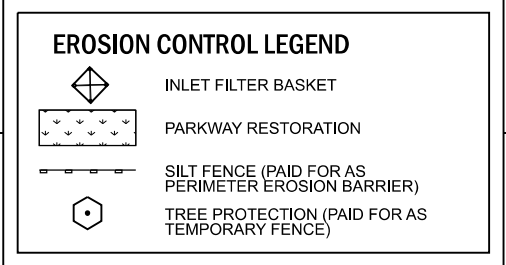 EROSION CONTROL LEGEND
INLET FILTER BASKET
PARKWAY RESTORATION
SILT FENCE (PAID FOR AS
PERIMETER EROSION BARRIER)
TREE PROTECTION (PAID FOR AS
TEMPORARY FENCE)